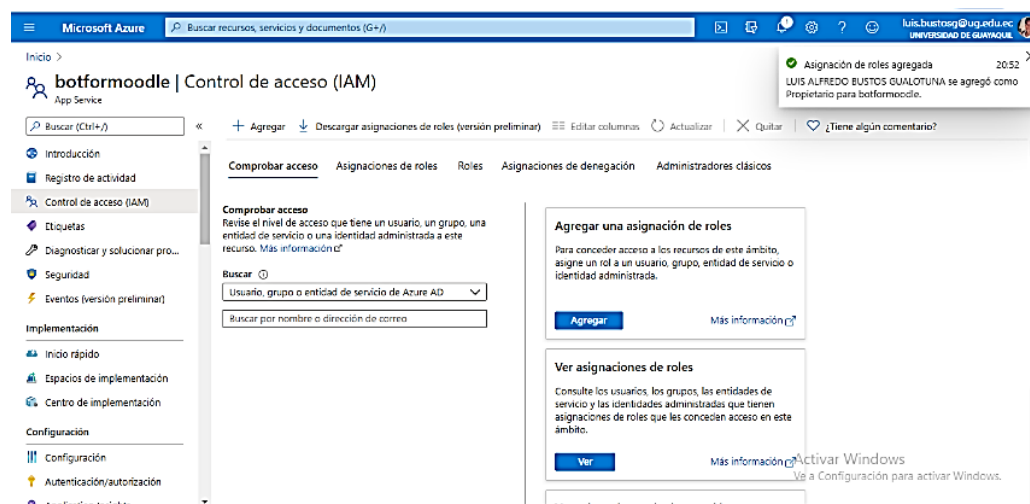 Microsoft Azure
Buscar recursos, servicios y documentos (G+/)
luis.bustosg@ug.edu.ec
UNIVERSIDAD DE GUAYAQUIL
Inicio >
botformoodle | Control de acceso (IAM)
App Service
Asignación de roles agregada 20:52
LUIS ALFREDO BUSTOS GUALOTUNA se agregó como
Propietario para botformoodle.
Buscar (Ctrl+/)
Agregar Descargar asignaciones de roles (versión preliminar) Editar columnas Actualizar Quitar ¿Tiene algún comentario?
Introducción
Registro de actividad
Control de acceso (IAM)
Etiquetas
Diagnosticar y solucionar pro...
Seguridad
Eventos (versión preliminar)
Implementación
Inicio rápido
Espacios de implementación
Centro de implementación
Configuración
Configuración
Autenticación/autorización
Application Insights
Comprobar acceso Asignaciones de roles Roles Asignaciones de denegación Administradores clásicos
Comprobar acceso
Revise el nivel de acceso que tiene un usuario, un grupo, una
entidad de servicio o una identidad administrada a este
recurso. Más información
Buscar
Usuario, grupo o entidad de servicio de Azure AD
Buscar por nombre o dirección de correo
Agregar una asignación de roles
Para conceder acceso a los recursos de este ámbito,
asigne un rol a un usuario, grupo, entidad de servicio o
identidad administrada.
Agregar Más información
Ver asignaciones de roles
Consulte los usuarios, los grupos, las entidades de
servicio y las identidades administradas que tienen
asignaciones de roles que les conceden acceso en este
ámbito.
Ver Más información
Activar Windows
Ve a Configuración para activar Windows.